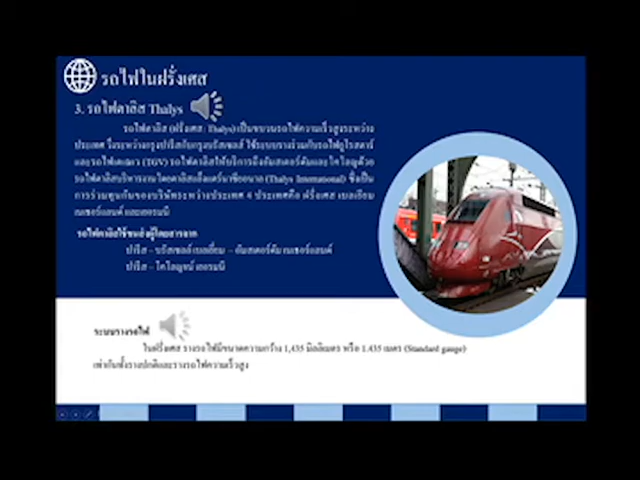 รถไฟในฝรั่งเศส
3. รถไฟทาลิส Thalys
รถไฟทาลิส (ฝรั่งเศส: Thalys) เป็นขบวนรถไฟความเร็วสูงระหว่าง
ประเทศ วิ่งระหว่างกรุงปารีสกับกรุงบรัสเซลส์ ใช้ระบบรางร่วมกับรถไฟยูโรสตาร์
และรถไฟเตเฌเว (TGV) รถไฟทาลิสให้บริการถึงอัมสเตอร์ดัมและโคโลญด้วย
รถไฟทาลิสบริหารงานโดยทาลิสอินเตอร์เนชั่นนาล (Thalys International) ซึ่งเป็น
การร่วมทุนกันของบริษัทระหว่างประเทศ 4 ประเทศคือ ฝรั่งเศส เบลเยียม
เนเธอร์แลนด์ และเยอรมนี
รถไฟทาลิสใช้ขนส่งผู้โดยสารจาก
ปารีส – บรัสเซลส์ เบลเยี่ยม – อัมสเตอร์ดัม เนเธอร์แลนด์
ปารีส – โคโลญจน์ เยอรมนี
ระบบรางรถไฟ
ในฝรั่งเศส รางรถไฟมีขนาดความกว้าง 1,435 มิลลิเมตร หรือ 1.435 เมตร (Standard gauge)
เท่ากันทั้งรางปกติและรางรถไฟความเร็วสูง